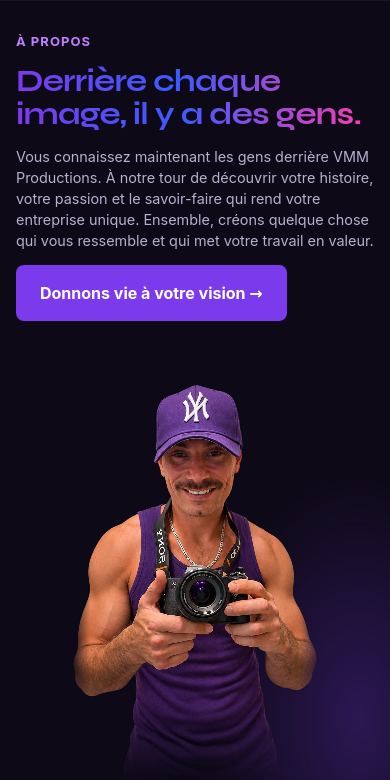 À PROPOS
Derrière chaque
image, il y a des gens.
Vous connaissez maintenant les gens derrière VMM
Productions. À notre tour de découvrir votre histoire,
votre passion et le savoir-faire qui rend votre
entreprise unique. Ensemble, créons quelque chose
qui vous ressemble et qui met votre travail en valeur.
Donnons vie à votre vision →
NY